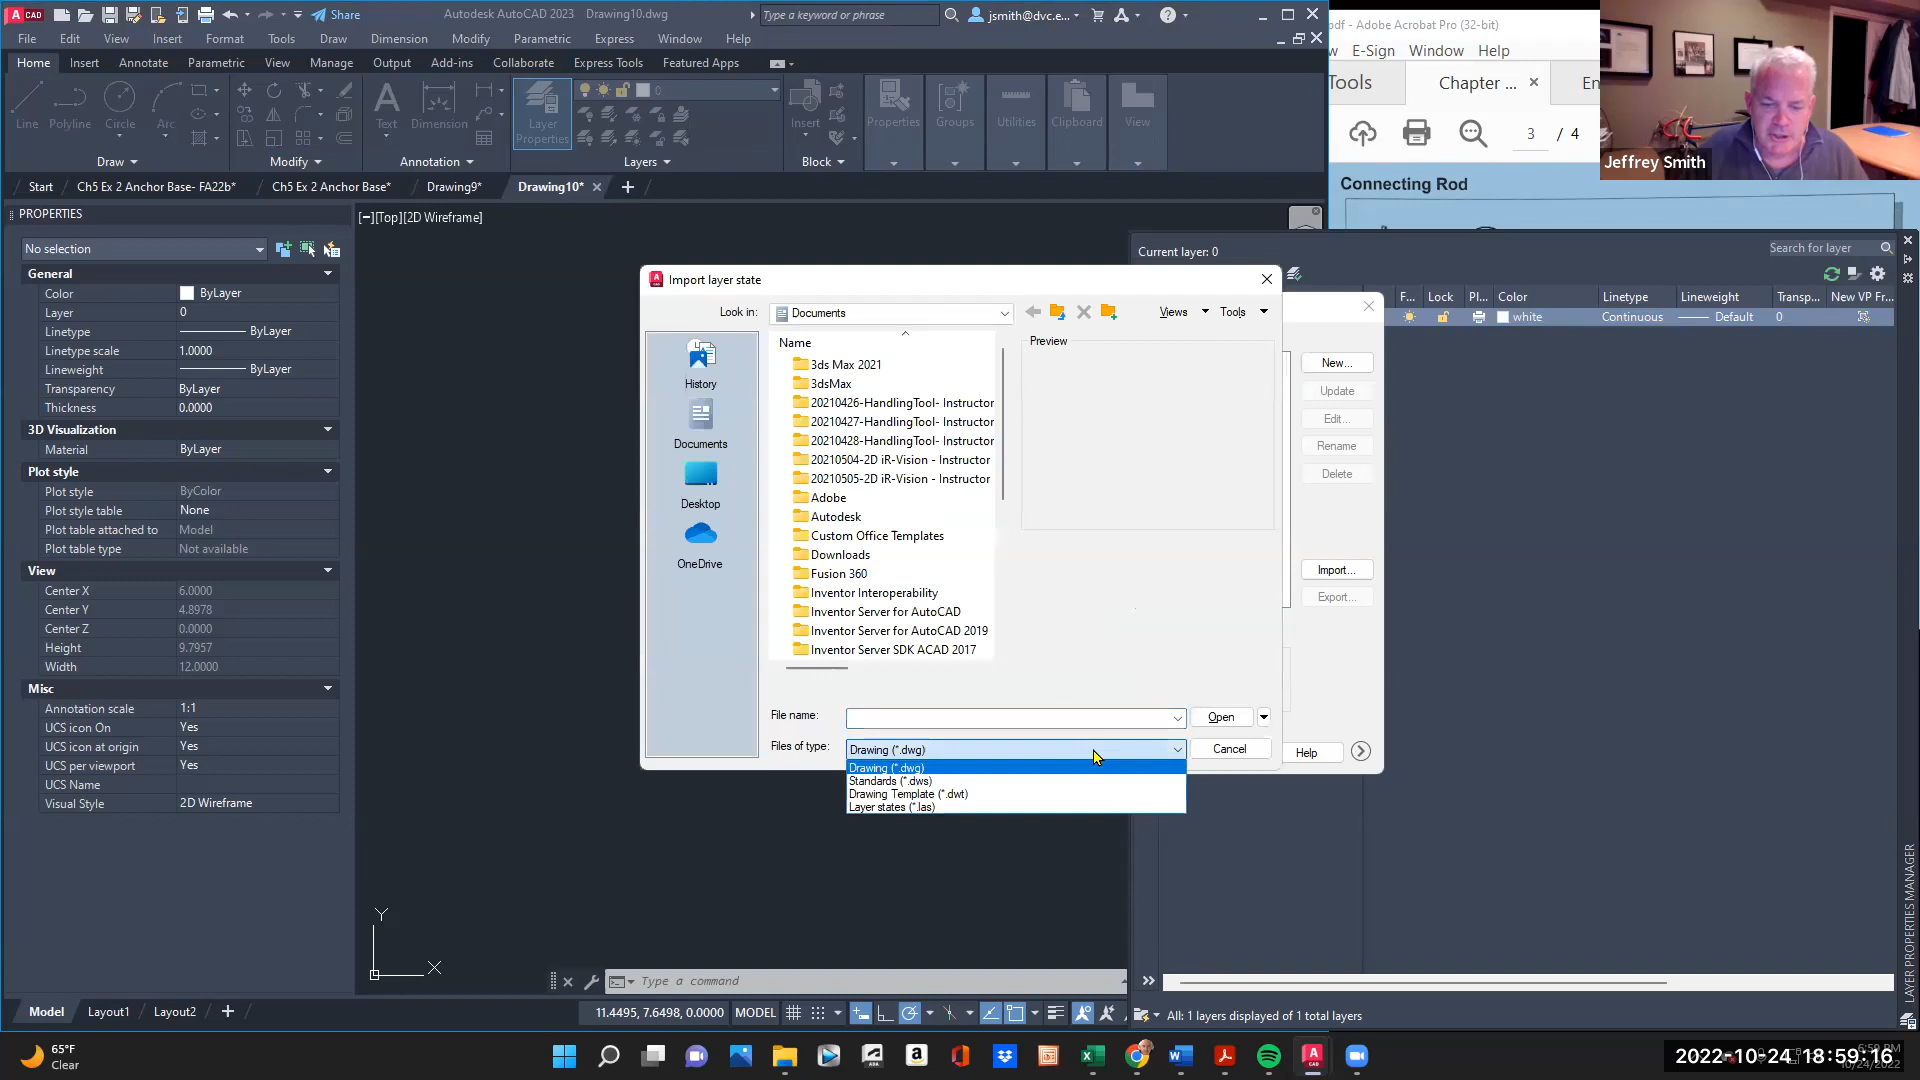 CAD
Share
Autodesk AutoCAD 2023 Drawing10.dwg
Type a keyword or phrase
jsmith@dvc.e...
File Edit View Insert Format Tools Draw Dimension Modify Parametric Express Window Help
Home Insert Annotate Parametric View Manage Output Add-ins Collaborate Express Tools Featured Apps
Line Polyline Circle Arc
Text Dimension
Layer Properties
0
Insert
Properties Groups Utilities Clipboard View
Draw Modify Annotation Layers Block
Start Ch5 Ex 2 Anchor Base- FA22b* Ch5 Ex 2 Anchor Base* Drawing9* Drawing10*
PROPERTIES
No selection
General
Color ByLayer
Layer 0
Linetype ByLayer
Linetype scale 1.0000
Lineweight ByLayer
Transparency ByLayer
Thickness 0.0000
3D Visualization
Material ByLayer
Plot style
Plot style ByColor
Plot style table None
Plot table attached to Model
Plot table type Not available
View
Center X 6.0000
Center Y 4.8978
Center Z 0.0000
Height 9.7957
Width 12.0000
Misc
Annotation scale 1:1
UCS icon On Yes
UCS icon at origin Yes
UCS per viewport Yes
UCS Name
Visual Style 2D Wireframe
[−][Top][2D Wireframe]
Import layer state
Look in: Documents
Views Tools
Name
Preview
History
Documents
Desktop
OneDrive
3ds Max 2021
3dsMax
20210426-HandlingTool- Instructor
20210427-HandlingTool- Instructor
20210428-HandlingTool- Instructor
20210504-2D iR-Vision - Instructor
20210505-2D iR-Vision - Instructor
Adobe
Autodesk
Custom Office Templates
Downloads
Fusion 360
Inventor Interoperability
Inventor Server for AutoCAD
Inventor Server for AutoCAD 2019
Inventor Server SDK ACAD 2017
File name:
Open
Files of type: Drawing (*.dwg)
Cancel
Drawing (*.dwg)
Standards (*.dws)
Drawing Template (*.dwt)
Layer states (*.las)
New...
Update
Edit...
Rename
Delete
Import...
Export...
Help
pdf - Adobe Acrobat Pro (32-bit)
w E-Sign Window Help
Tools Chapter ... En
3 / 4
Connecting Rod
Jeffrey Smith
Current layer: 0
Search for layer
F... Lock Pl... Color Linetype Lineweight Transp... New VP Fr...
white Continuous Default 0
LAYER PROPERTIES MANAGER
All: 1 layers displayed of 1 total layers
Y
X
Type a command
Model Layout1 Layout2
11.4495, 7.6498, 0.0000 MODEL
65°F
Clear
2022-10-24 18:59:16
10/24/2022